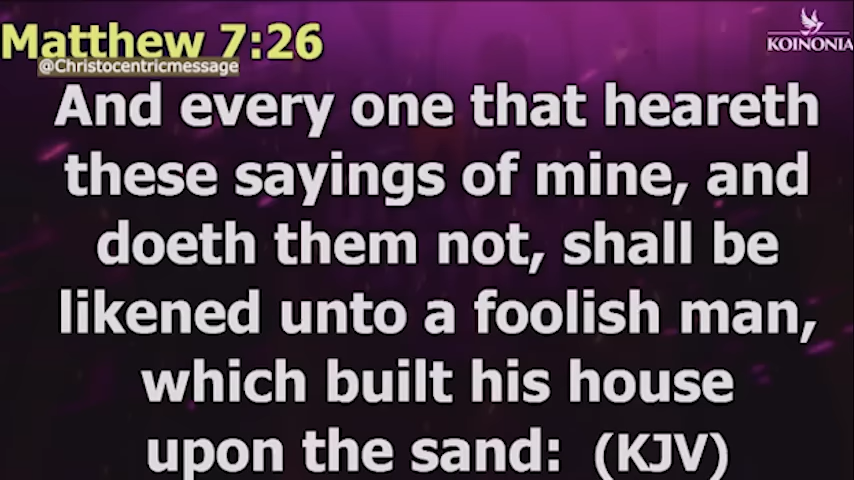 Matthew 7:26
KOINONIA
@Christocentricmessage
And every one that heareth
these sayings of mine, and
doeth them not, shall be
likened unto a foolish man,
which built his house
upon the sand: (KJV)